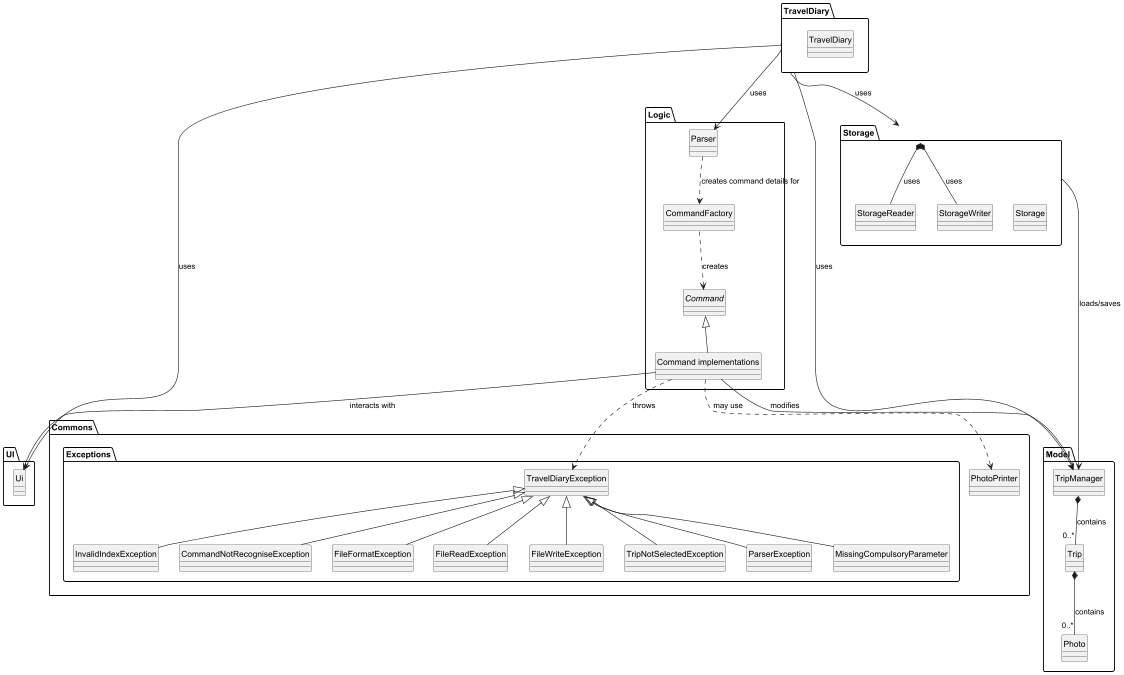 TravelDiary
TravelDiary
uses
uses
Logic
Storage
Parser
creates command details for
uses
uses
CommandFactory
StorageReader
StorageWriter
Storage
uses
creates
uses
Command
loads/saves
Command implementations
interacts with
throws
may use
modifies
Commons
UI
Exceptions
Model
Ui
TravelDiaryException
PhotoPrinter
TripManager
contains
0..*
InvalidIndexException
CommandNotRecogniseException
FileFormatException
FileReadException
FileWriteException
TripNotSelectedException
ParserException
MissingCompulsoryParameter
Trip
contains
0..*
Photo